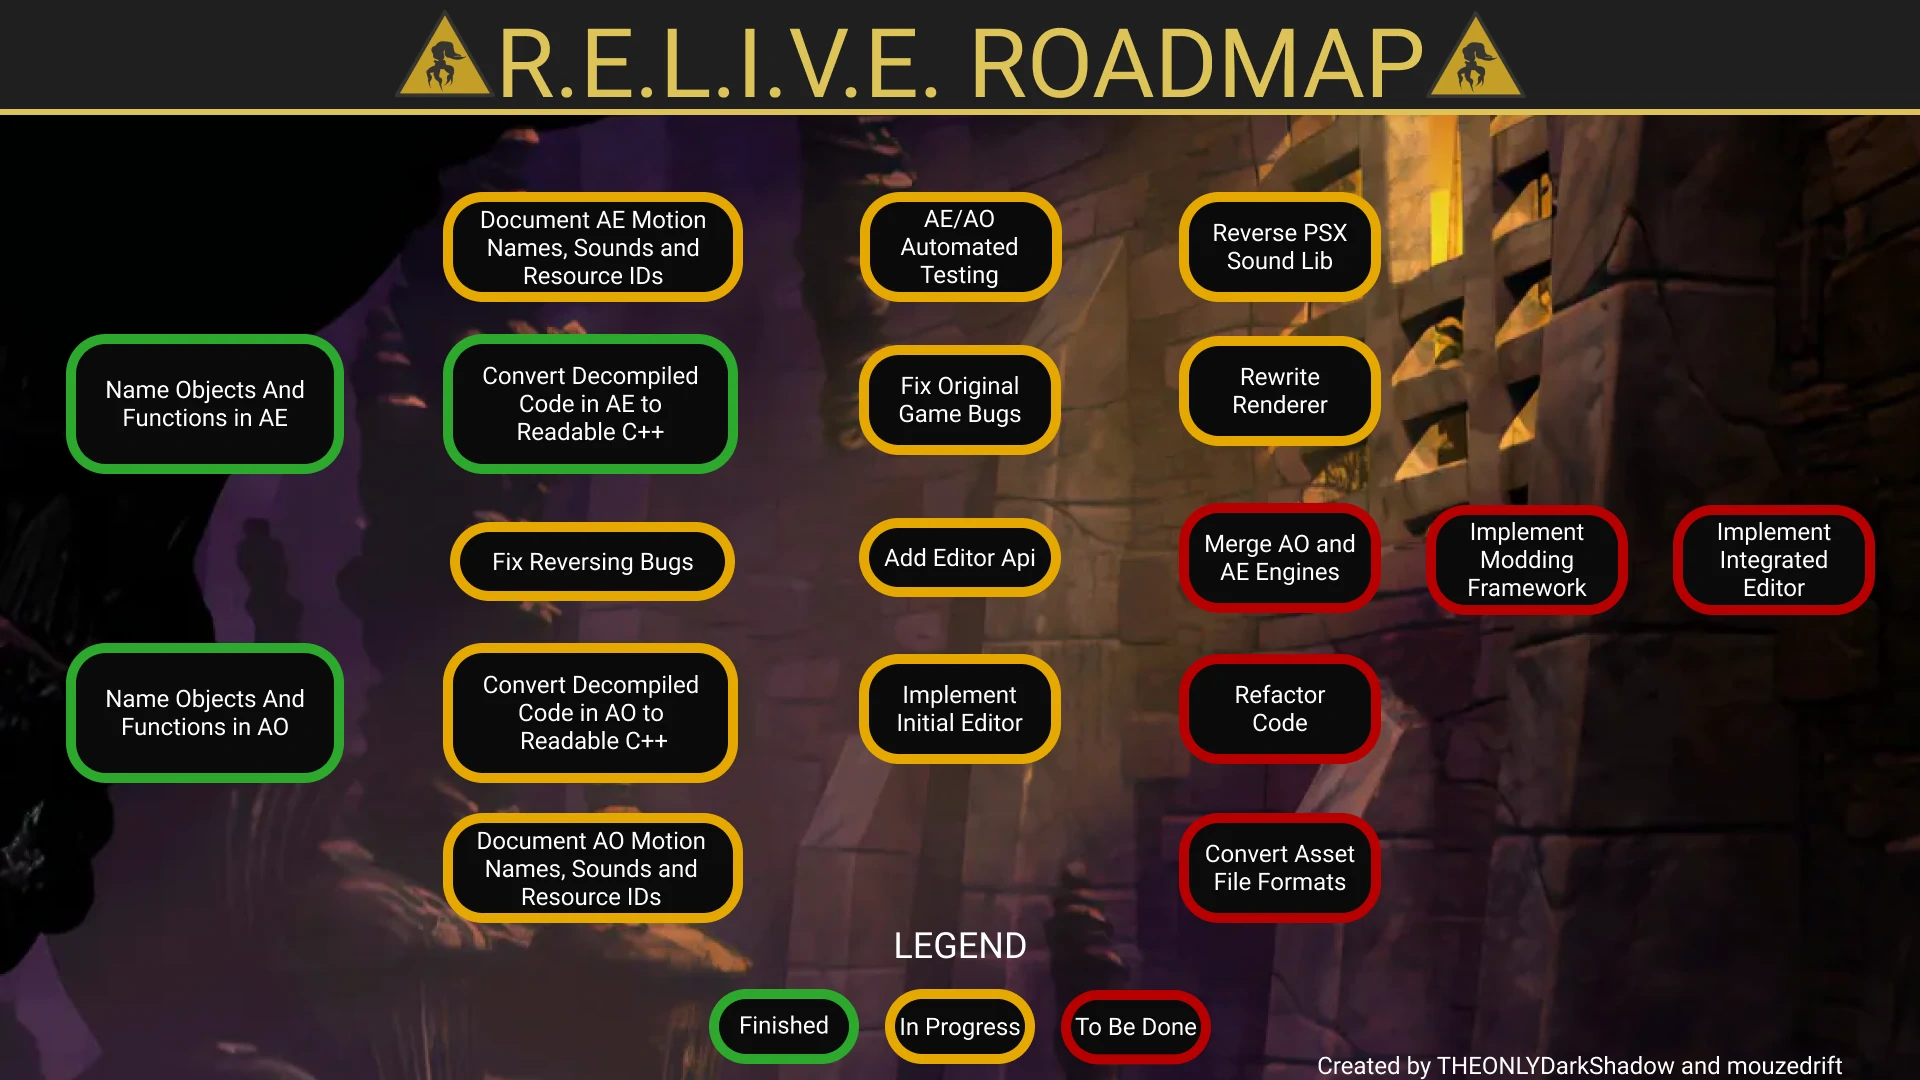 R.E.L.I.V.E. ROADMAP
Document AE Motion
Names, Sounds and
Resource IDs
AE/AO
Automated
Testing
Reverse PSX
Sound Lib
Name Objects And
Functions in AE
Convert Decompiled
Code in AE to
Readable C++
Fix Original
Game Bugs
Rewrite
Renderer
Fix Reversing Bugs
Add Editor Api
Merge AO and
AE Engines
Implement
Modding
Framework
Implement
Integrated
Editor
Name Objects And
Functions in AO
Convert Decompiled
Code in AO to
Readable C++
Implement
Initial Editor
Refactor
Code
Document AO Motion
Names, Sounds and
Resource IDs
Convert Asset
File Formats
LEGEND
Finished
In Progress
To Be Done
Created by THEONLYDarkShadow and mouzedrift